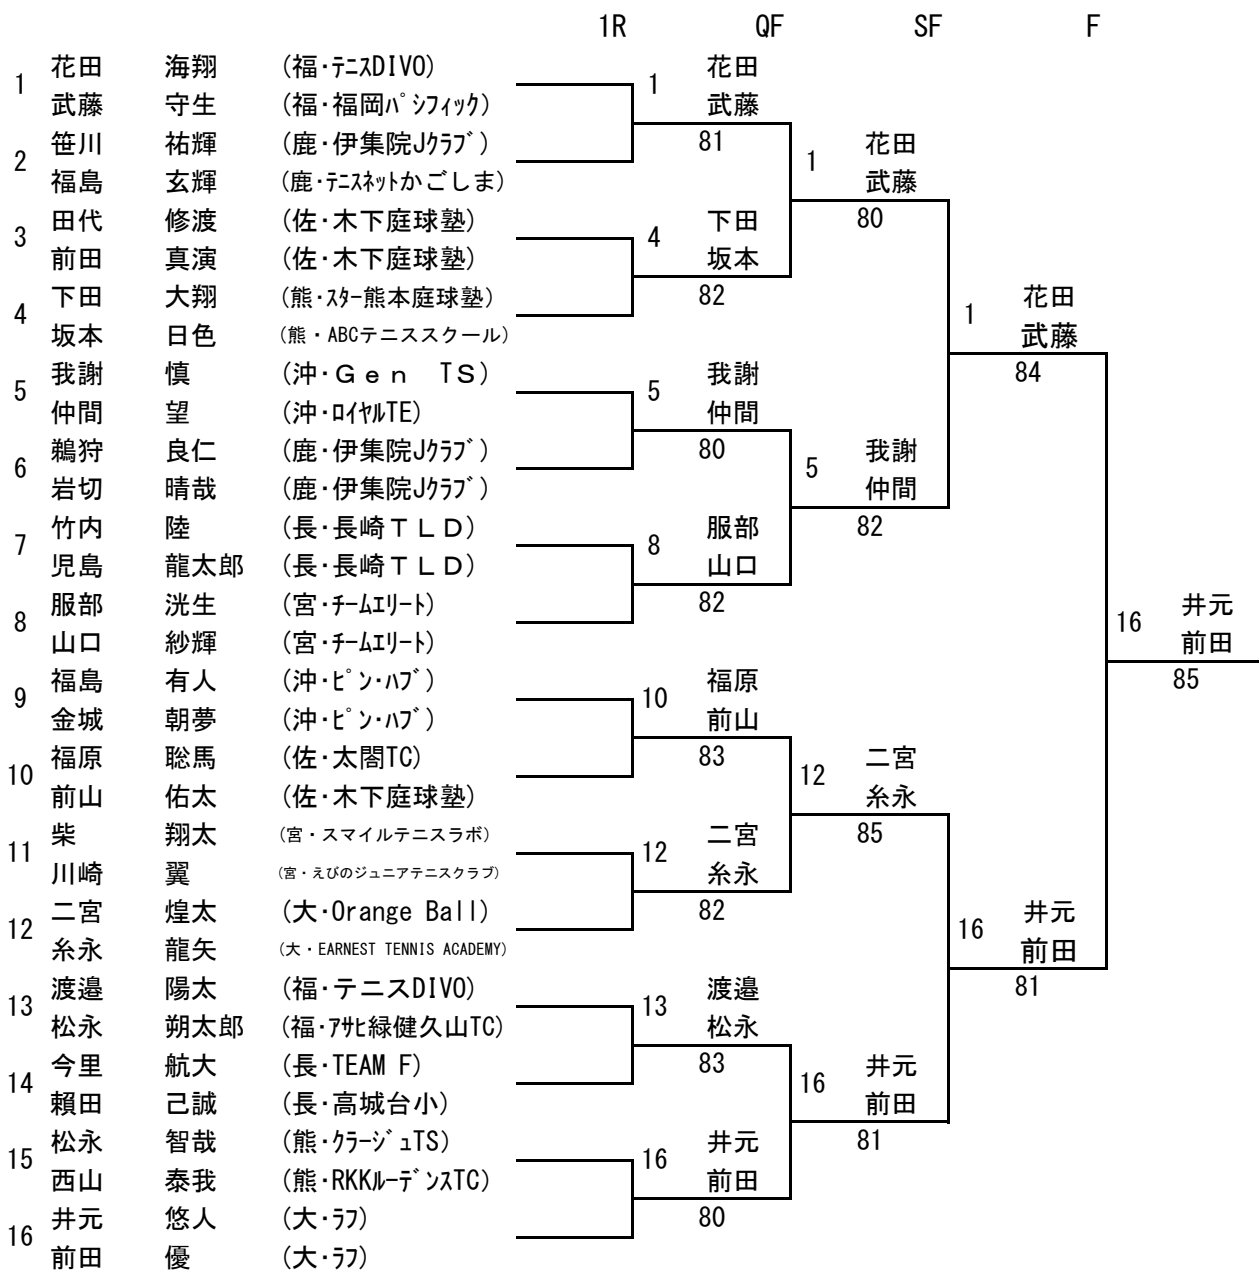 1R QF SF F
花田 海翔 (福・ﾃﾆｽDIVO) 花田
1 1
武藤 守生 (福・福岡ﾊﾟｼﾌｨｯｸ) 武藤
笹川 祐輝 (鹿・伊集院Jｸﾗﾌﾞ) 81 花田
2 1
福島 玄輝 (鹿・ﾃﾆｽﾈｯﾄかごしま) 武藤
田代 修渡 (佐・木下庭球塾) 下田 80
3 4
前田 真演 (佐・木下庭球塾) 坂本
下田 大翔 (熊・ｽﾀｰ熊本庭球塾) 82 花田
4 1
坂本 日色 (熊・ABCテニススクール) 武藤
我謝 慎 (沖・Ｇｅｎ　TS) 我謝 84
5 5
仲間 望 (沖・ﾛｲﾔﾙTE) 仲間
鵜狩 良仁 (鹿・伊集院Jｸﾗﾌﾞ) 80 我謝
6 5
岩切 晴哉 (鹿・伊集院Jｸﾗﾌﾞ) 仲間
竹内 陸 (長・長崎ＴＬＤ) 服部 82
7 8
児島 龍太郎 (長・長崎ＴＬＤ) 山口
服部 洸生 (宮・ﾁｰﾑｴﾘｰﾄ) 82 井元
8 16
山口 紗輝 (宮・ﾁｰﾑｴﾘｰﾄ) 前田
福島 有人 (沖・ﾋﾟﾝ・ﾊﾌﾞ) 福原 85
9 10
金城 朝夢 (沖・ﾋﾟﾝ・ﾊﾌﾞ) 前山
福原 聡馬 (佐・太閤TC) 83 二宮
10 12
前山 佑太 (佐・木下庭球塾) 糸永
柴 翔太 (宮・スマイルテニスラボ) 二宮 85
11 12
川崎 翼 (宮・えびのジュニアテニスクラブ) 糸永
二宮 煌太 (大・Orange Ball) 82 井元
12 16
糸永 龍矢 (大・EARNEST TENNIS ACADEMY) 前田
渡邉 陽太 (福・テニスDIVO) 渡邉 81
13 13
松永 朔太郎 (福・ｱｻﾋ緑健久山TC) 松永
今里 航大 (長・TEAM F) 83 井元
14 16
賴田 己誠 (長・高城台小) 前田
松永 智哉 (熊・ｸﾗｰｼﾞｭTS) 井元 81
15 16
西山 泰我 (熊・RKKﾙｰﾃﾞﾝｽTC) 前田
井元 悠人 (大・ﾗﾌ) 80
16
前田 優 (大・ﾗﾌ)